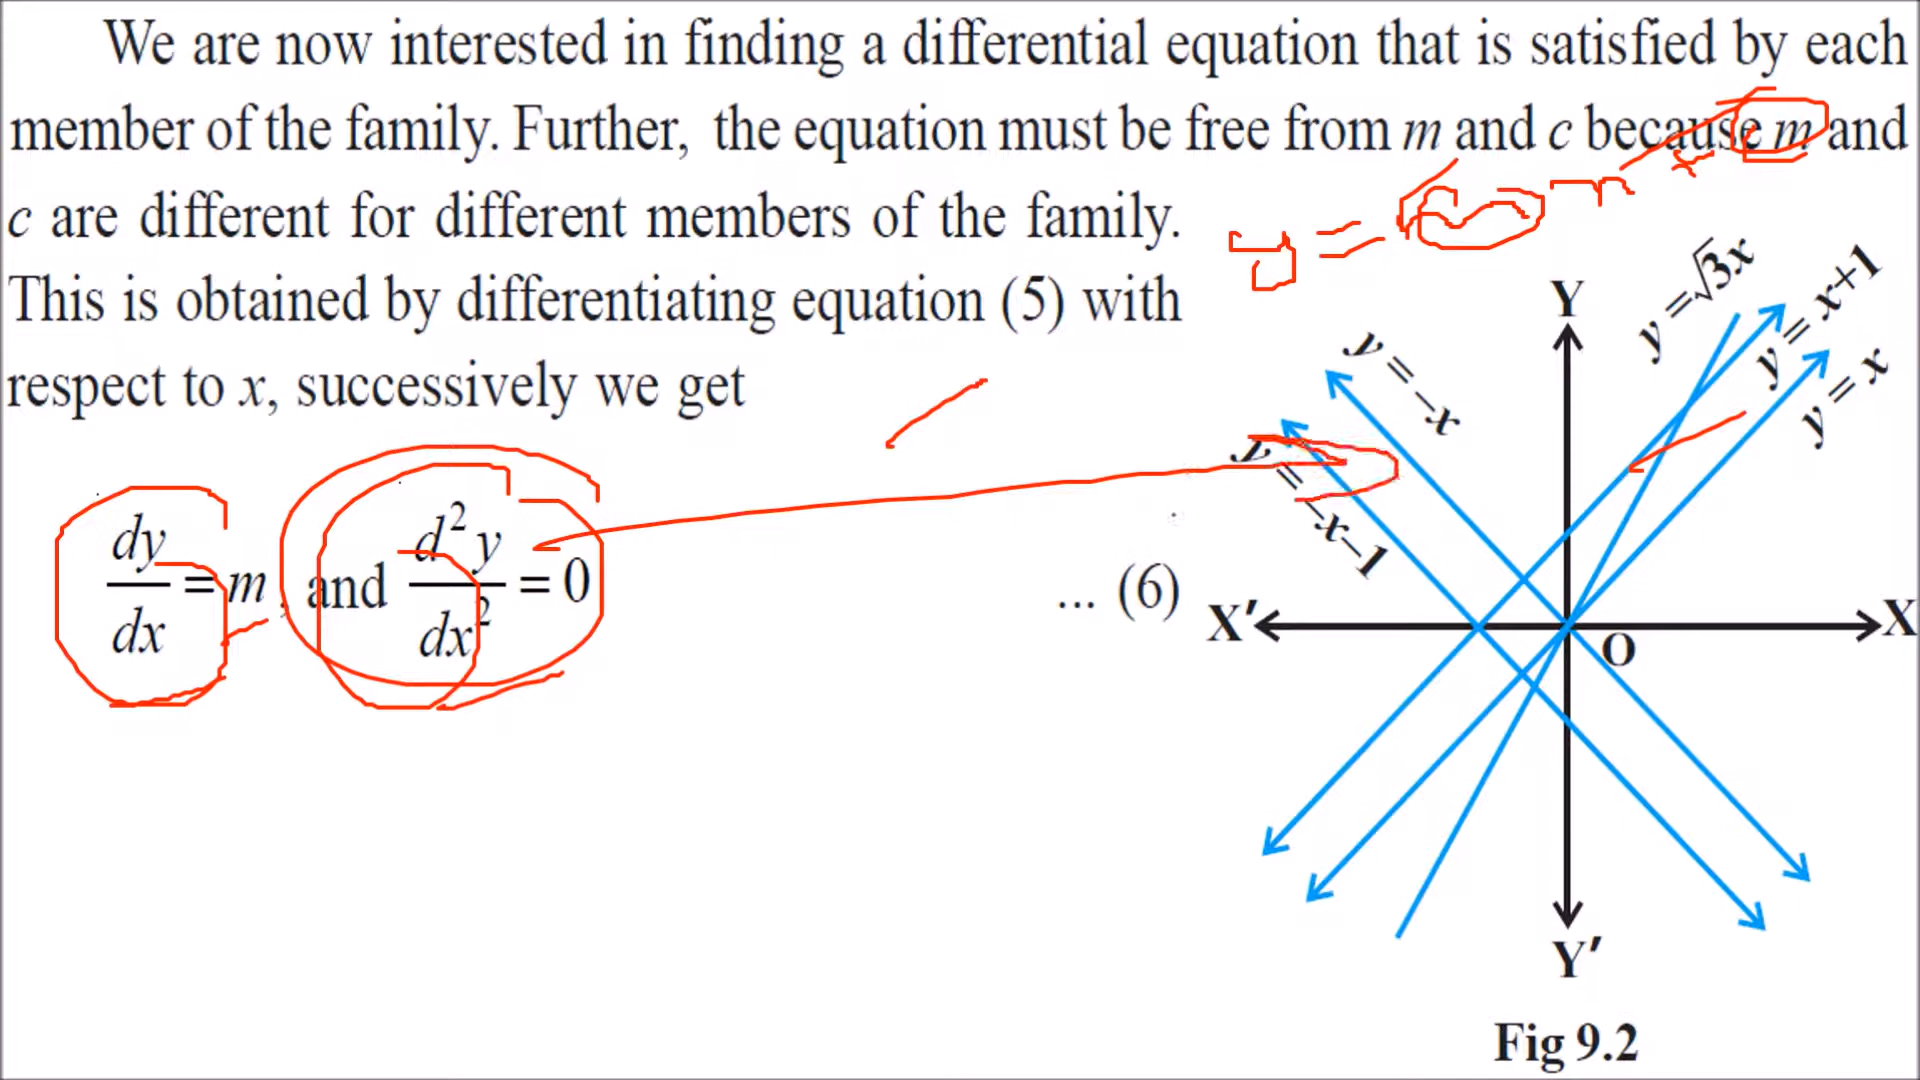 We are now interested in finding a differential equation that is satisfied by each
member of the family. Further, the equation must be free from m and c because m and
c are different for different members of the family.
This is obtained by differentiating equation (5) with
respect to x, successively we get
dy/dx = m, and d²y/dx² = 0 ... (6)
y =
Y
y = √3x
y = x+1
y = x
y = –x
y = –x–1
X′
X
O
Y′
Fig 9.2